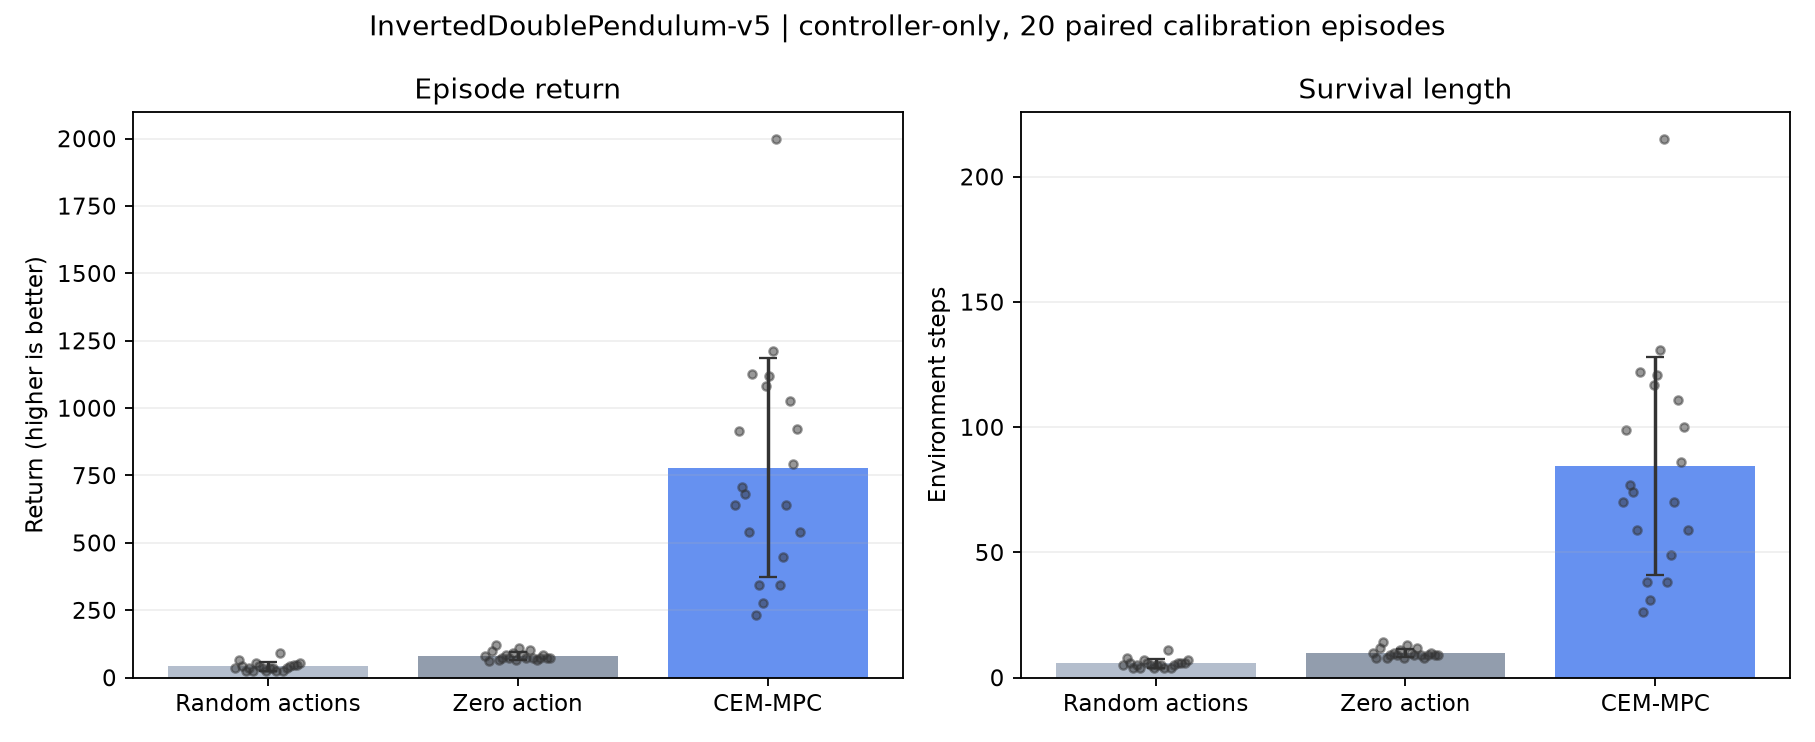 InvertedDoublePendulum-v5 | controller-only, 20 paired calibration episodes
Episode return
Return (higher is better)
2000
1750
1500
1250
1000
750
500
250
0
Random actions
Zero action
CEM-MPC
Survival length
Environment steps
200
150
100
50
0
Random actions
Zero action
CEM-MPC